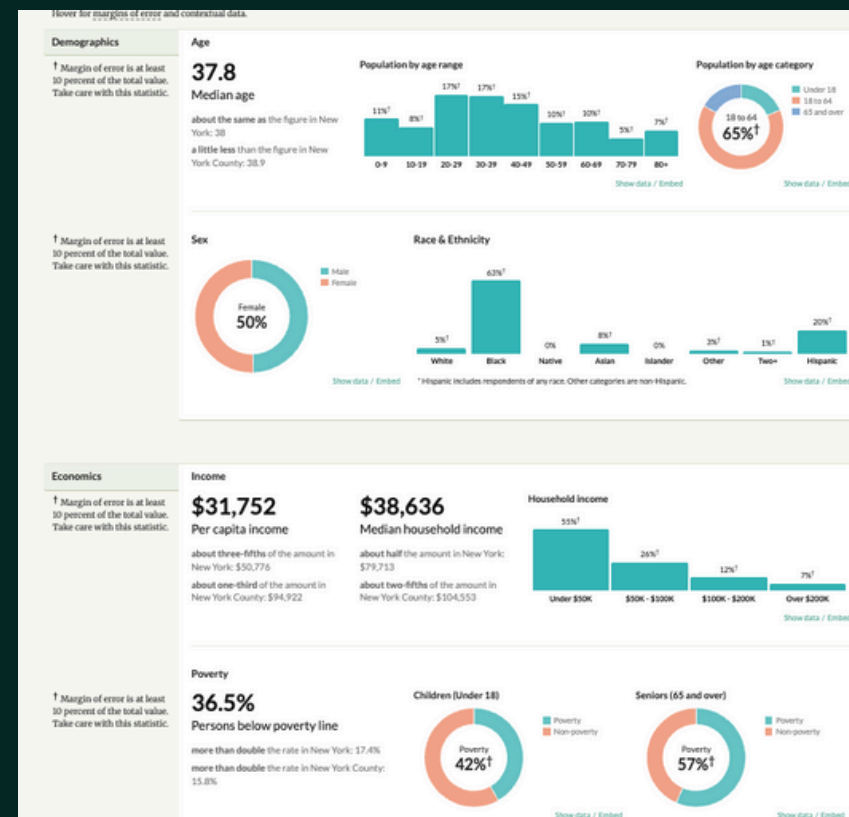 Hover for margins of error and contextual data.
Demographics
† Margin of error is at least
10 percent of the total value.
Take care with this statistic.
Age
37.8
Median age
about the same as the figure in New
York: 38
a little less than the figure in New
York County: 38.9
Population by age range
11%† 8%† 17%† 17%† 15%† 10%† 10%† 5%† 7%†
0-9 10-19 20-29 30-39 40-49 50-59 60-69 70-79 80+
Show data / Embed
Population by age category
18 to 64
65%†
Under 18
18 to 64
65 and over
Show data / Embed
† Margin of error is at least
10 percent of the total value.
Take care with this statistic.
Sex
Female
50%
Male
Female
Show data / Embed
Race & Ethnicity
5%† 63%† 0% 8%† 0% 3%† 1%† 20%†
White Black Native Asian Islander Other Two+ Hispanic
* Hispanic includes respondents of any race. Other categories are non-Hispanic.
Show data / Embed
Economics
† Margin of error is at least
10 percent of the total value.
Take care with this statistic.
Income
$31,752
Per capita income
about three-fifths of the amount in
New York: $50,776
about one-third of the amount in
New York County: $94,922
$38,636
Median household income
about half the amount in New York:
$79,713
about two-fifths of the amount in
New York County: $104,553
Household income
55%† 26%† 12%† 7%†
Under $50K $50K - $100K $100K - $200K Over $200K
Show data / Embed
† Margin of error is at least
10 percent of the total value.
Take care with this statistic.
Poverty
36.5%
Persons below poverty line
more than double the rate in New York: 17.4%
more than double the rate in New York County:
15.8%
Children (Under 18)
Poverty
42%†
Poverty
Non-poverty
Show data / Embed
Seniors (65 and over)
Poverty
57%†
Poverty
Non-poverty
Show data / Embed